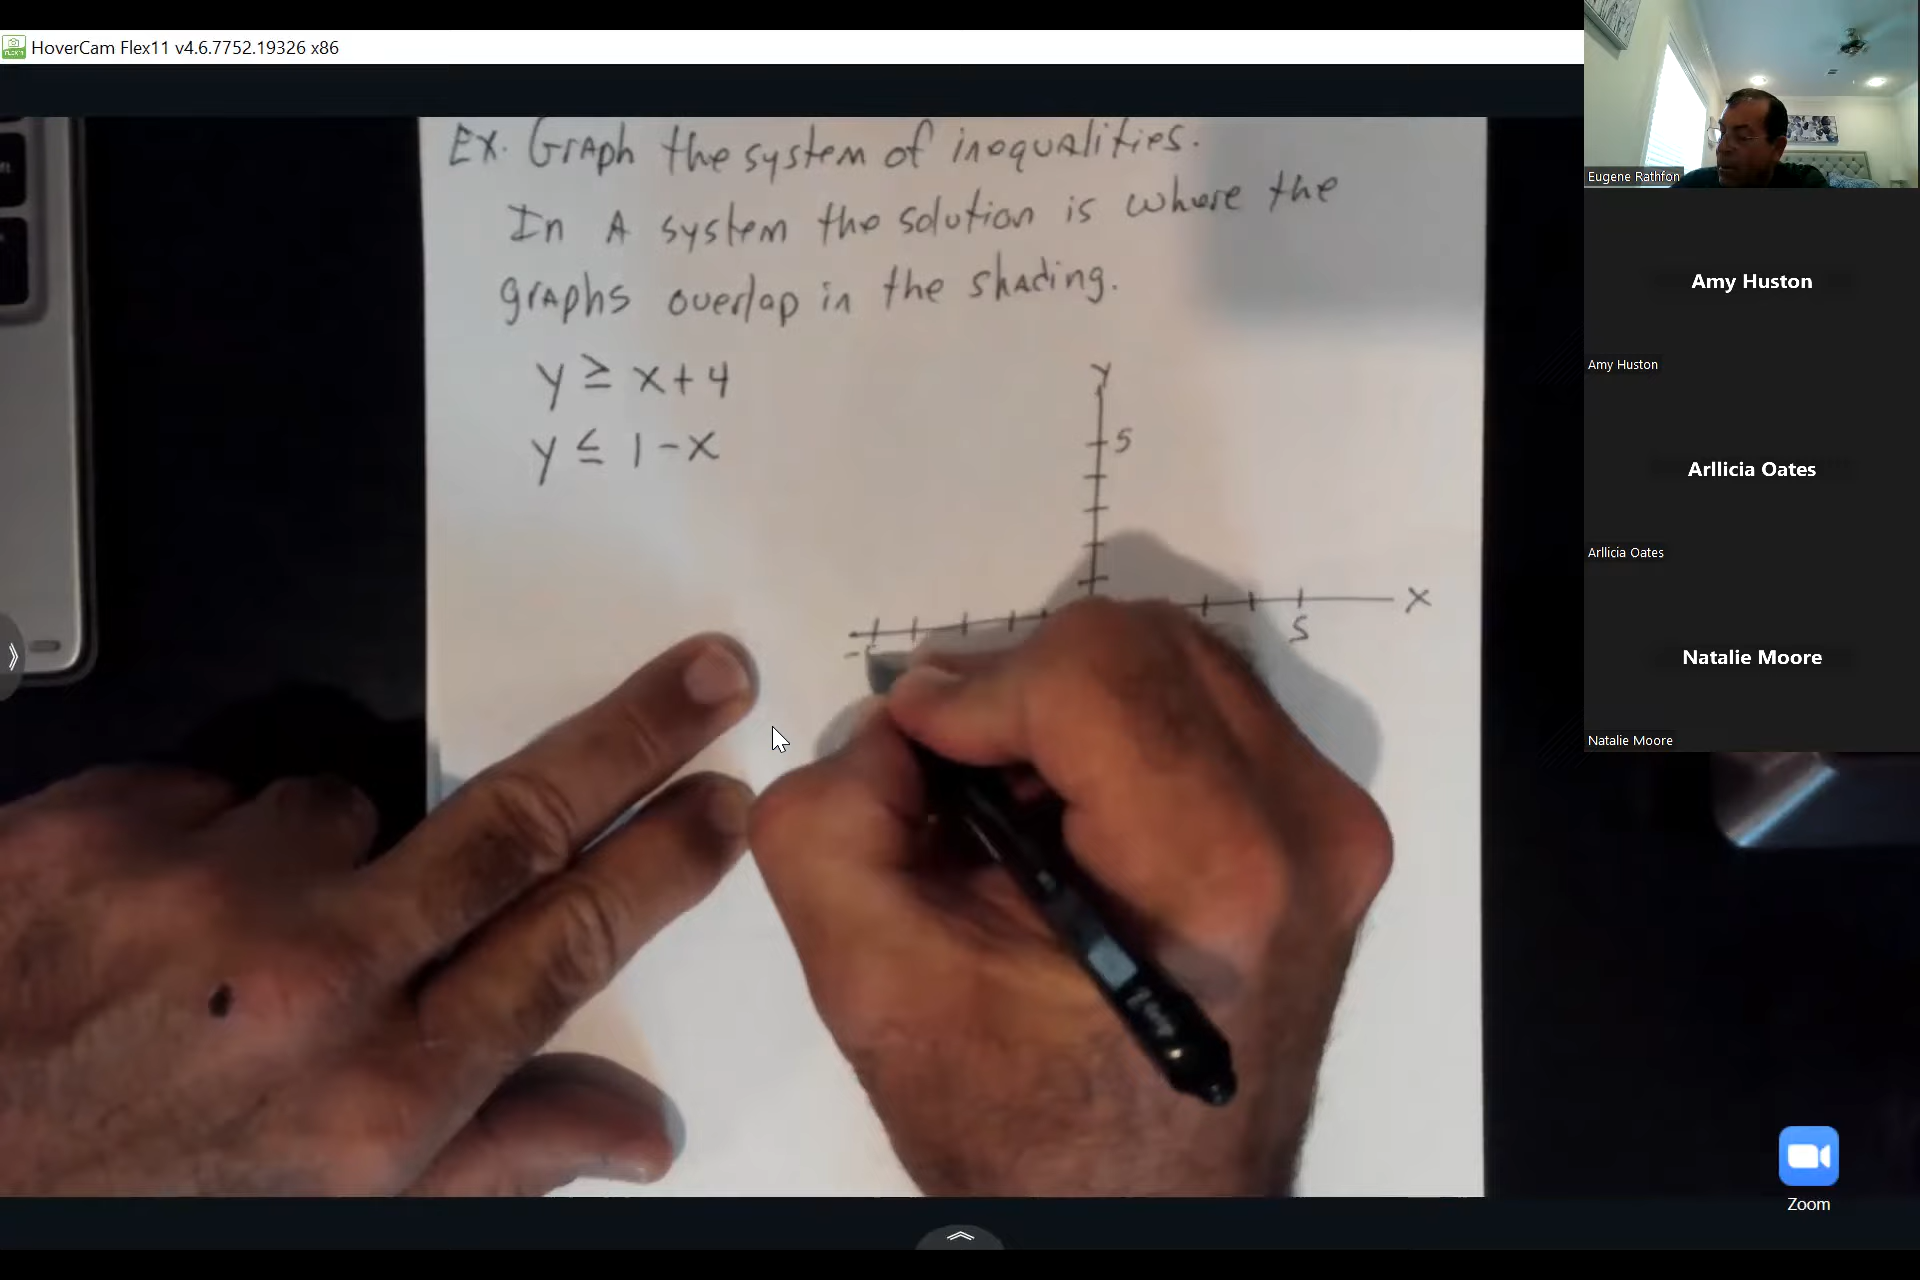 HoverCam Flex11 v4.6.7752.19326 x86
Ex. Graph the system of inequalities.
In A system the solution is where the
graphs overlap in the shading.
y ≥ x+4
y ≤ 1-x
Y
5
X
5
Eugene Rathfon
Amy Huston
Amy Huston
Arllicia Oates
Arllicia Oates
Natalie Moore
Natalie Moore
Zoom